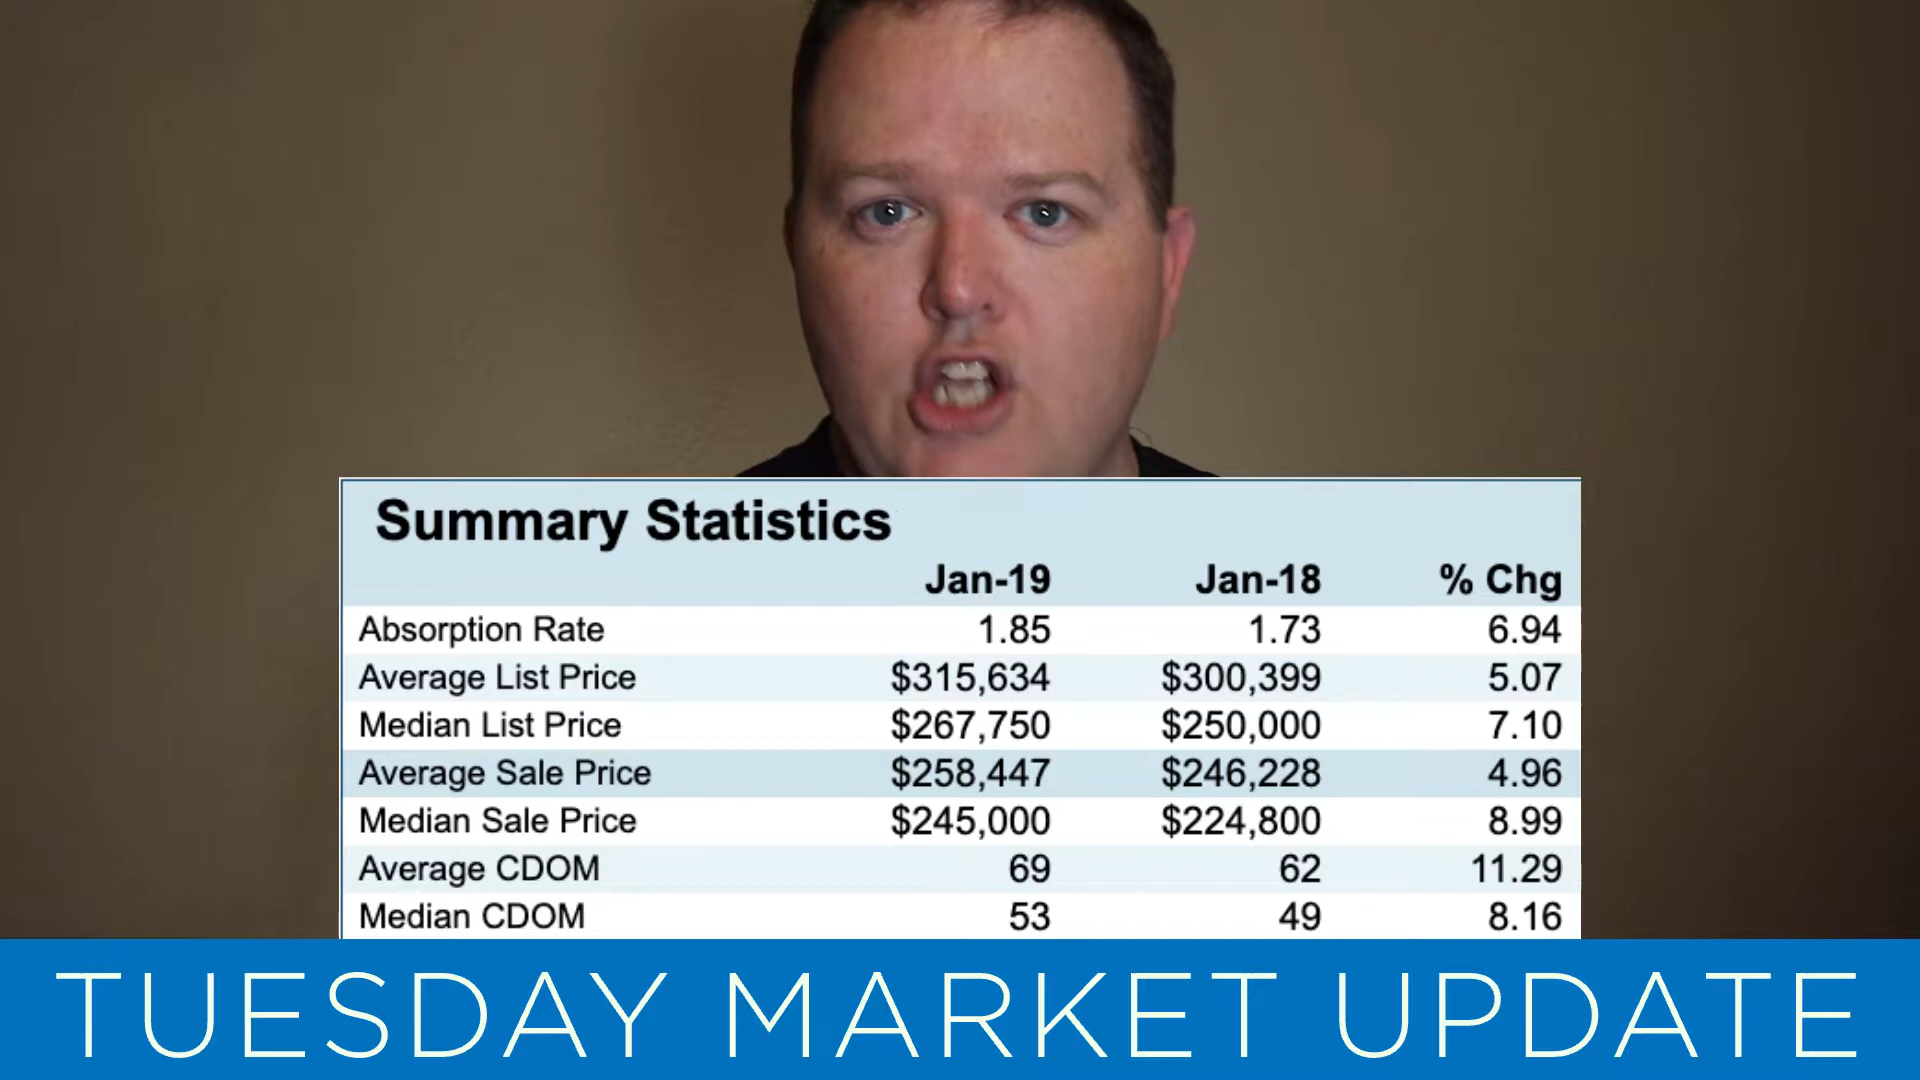 Summary Statistics
Jan-19 Jan-18 % Chg
Absorption Rate 1.85 1.73 6.94
Average List Price $315,634 $300,399 5.07
Median List Price $267,750 $250,000 7.10
Average Sale Price $258,447 $246,228 4.96
Median Sale Price $245,000 $224,800 8.99
Average CDOM 69 62 11.29
Median CDOM 53 49 8.16
TUESDAY MARKET UPDATE